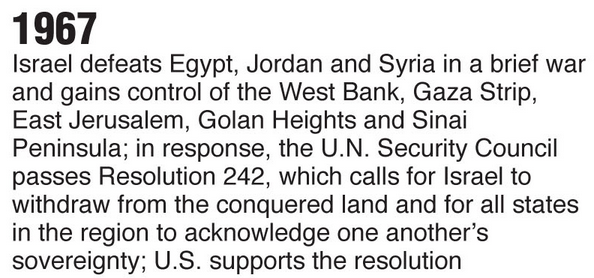 1967
Israel defeats Egypt, Jordan and Syria in a brief war
and gains control of the West Bank, Gaza Strip,
East Jerusalem, Golan Heights and Sinai
Peninsula; in response, the U.N. Security Council
passes Resolution 242, which calls for Israel to
withdraw from the conquered land and for all states
in the region to acknowledge one another’s
sovereignty; U.S. supports the resolution